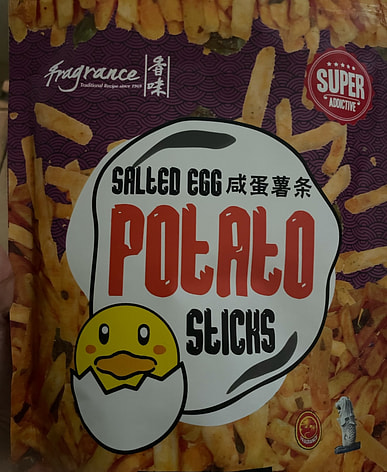 fragrance 香味
Traditional Recipe since 1969
SUPER
ADDICTIVE
SALtED EGG 咸蛋薯条
POtAtO
SticKS